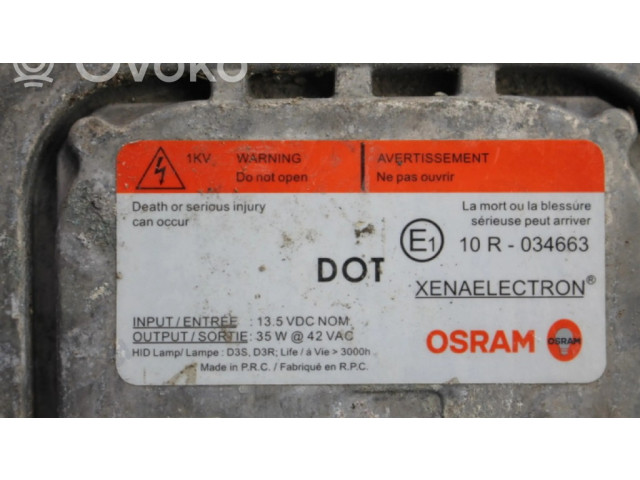 Ovoko
1KV WARNING
Do not open
AVERTISSEMENT
Ne pas ouvrir
Death or serious injury
can occur
La mort ou la blessure
sérieuse peut arriver
E1 10 R - 034663
DOT
XENAELECTRON®
INPUT / ENTRÉE : 13.5 VDC NOM
OUTPUT / SORTIE: 35 W @ 42 VAC
HID Lamp / Lampe : D3S, D3R; Life / à Vie > 3000h
Made in P.R.C. / Fabriqué en R.P.C.
OSRAM OSRAM